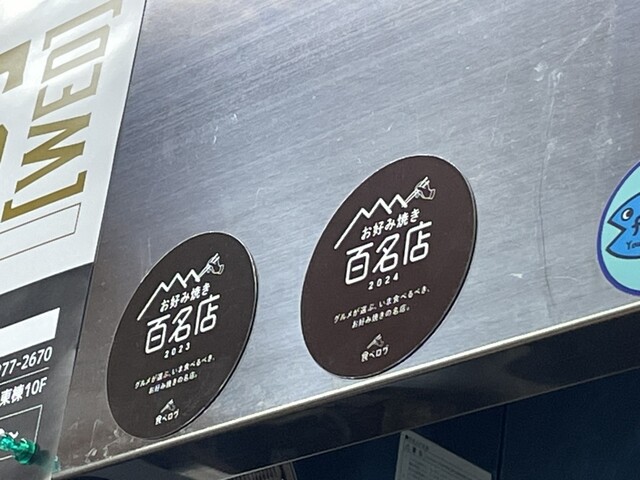 [WED]
277-2670
東棟10F
お好み焼き
百名店
2023
グルメが選ぶ、いま食べるべき、
お好み焼きの名店。
食べログ
お好み焼き
百名店
2024
グルメが選ぶ、いま食べるべき、
お好み焼きの名店。
食べログ